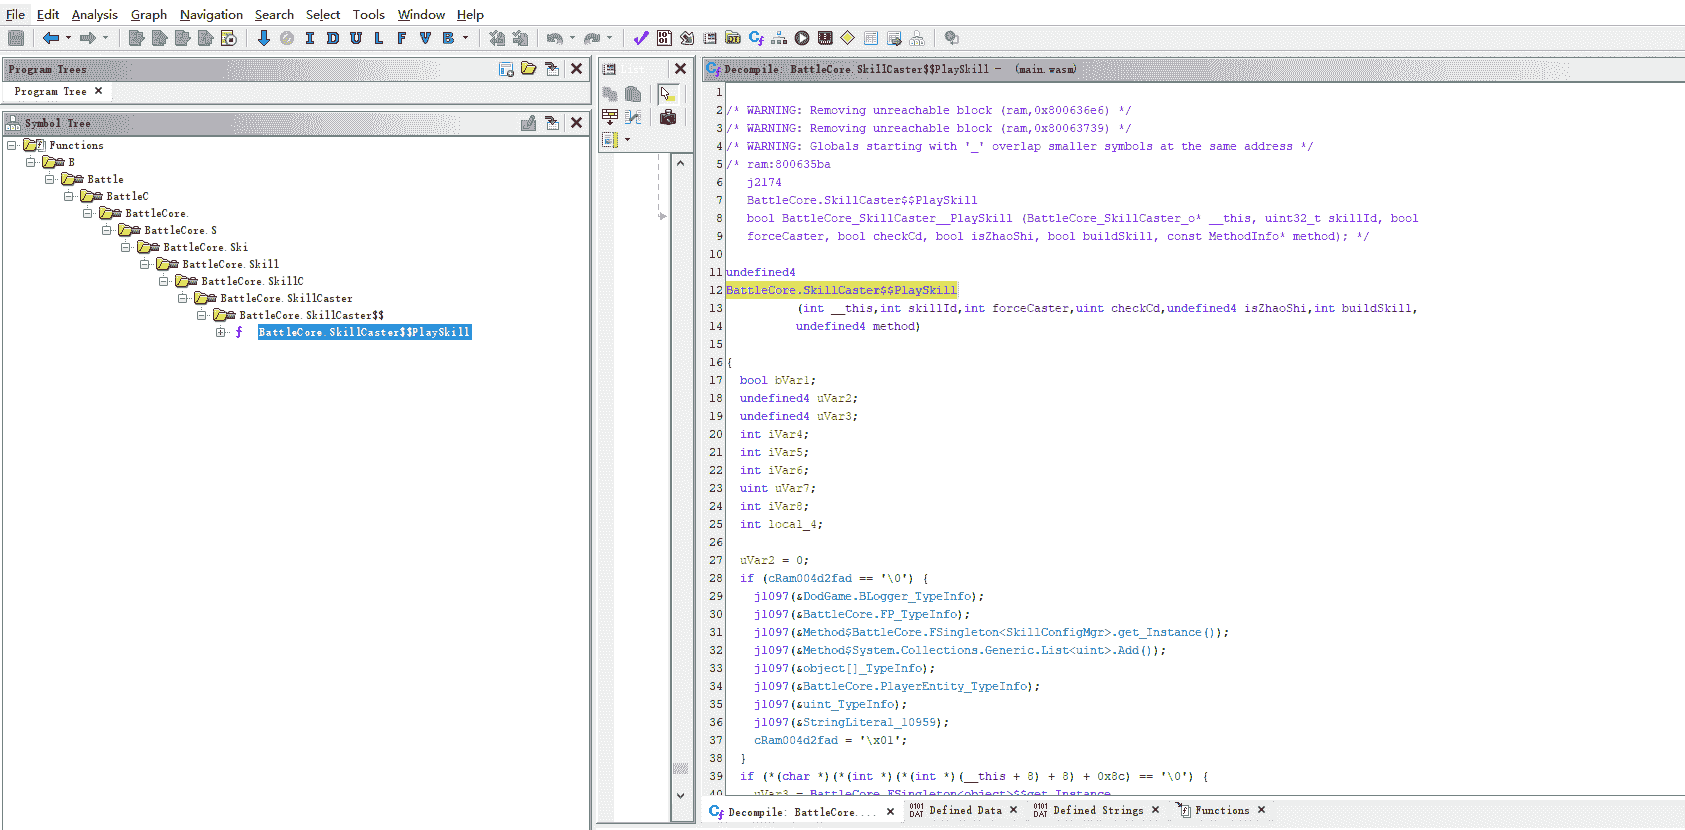 File Edit Analysis Graph Navigation Search Select Tools Window Help
I D U L F V B
Program Trees
Program Tree
Symbol Tree
Functions
B
Battle
BattleC
BattleCore.
BattleCore.S
BattleCore.Ski
BattleCore.Skill
BattleCore.SkillC
BattleCore.SkillCaster
BattleCore.SkillCaster$$
BattleCore.SkillCaster$$PlaySkill
Decompile: BattleCore.SkillCaster$$PlaySkill - (main.wasm)
1
2 /* WARNING: Removing unreachable block (ram,0x800636e6) */
3 /* WARNING: Removing unreachable block (ram,0x80063739) */
4 /* WARNING: Globals starting with '_' overlap smaller symbols at the same address */
5 /* ram:800635ba
6 j2174
7 BattleCore.SkillCaster$$PlaySkill
8 bool BattleCore_SkillCaster__PlaySkill (BattleCore_SkillCaster_o* __this, uint32_t skillId, bool
9 forceCaster, bool checkCd, bool isZhaoShi, bool buildSkill, const MethodInfo* method); */
10
11 undefined4
12 BattleCore.SkillCaster$$PlaySkill
13 (int __this,int skillId,int forceCaster,uint checkCd,undefined4 isZhaoShi,int buildSkill,
14 undefined4 method)
15
16 {
17 bool bVar1;
18 undefined4 uVar2;
19 undefined4 uVar3;
20 int iVar4;
21 int iVar5;
22 int iVar6;
23 uint uVar7;
24 int iVar8;
25 int local_4;
26
27 uVar2 = 0;
28 if (cRam004d2fad == '\0') {
29 j1097(&DodGame.BLogger_TypeInfo);
30 j1097(&BattleCore.FP_TypeInfo);
31 j1097(&Method$BattleCore.FSingleton<SkillConfigMgr>.get_Instance());
32 j1097(&Method$System.Collections.Generic.List<uint>.Add());
33 j1097(&object[]_TypeInfo);
34 j1097(&BattleCore.PlayerEntity_TypeInfo);
35 j1097(&uint_TypeInfo);
36 j1097(&StringLiteral_10959);
37 cRam004d2fad = '\x01';
38 }
39 if (*(char *)(*(int *)(*(int *)(__this + 8) + 8) + 0x8c) == '\0') {
40 uVar3 = BattleCore.FSingleton<object>$$get_Instance
Decompile: BattleCore.... Defined Data Defined Strings Functions